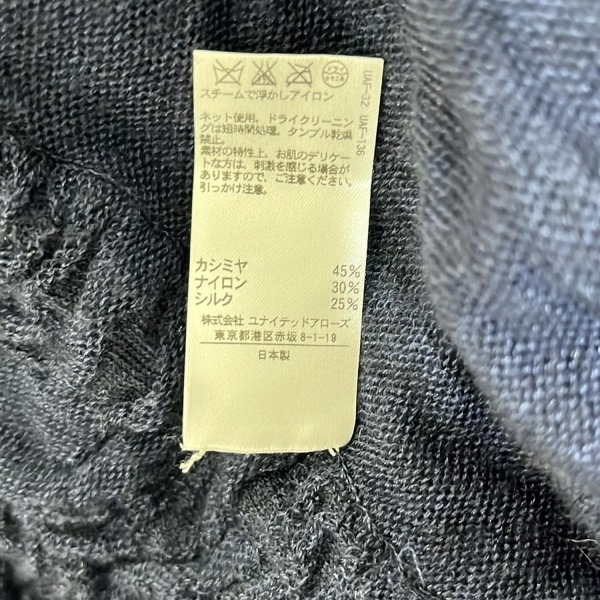 スチームで浮かしアイロン
ネット使用。ドライクリーニン
グは短時間処理。タンブル乾燥
禁止。
素材の特性上、お肌のデリケー
トな方は、刺激を感じる場合が
ありますので、ご注意ください。
引っかけ注意。
カシミヤ 45%
ナイロン 30%
シルク 25%
株式会社 ユナイテッドアローズ
東京都港区赤坂8-1-19
日本製
UAF-32 UAF-136